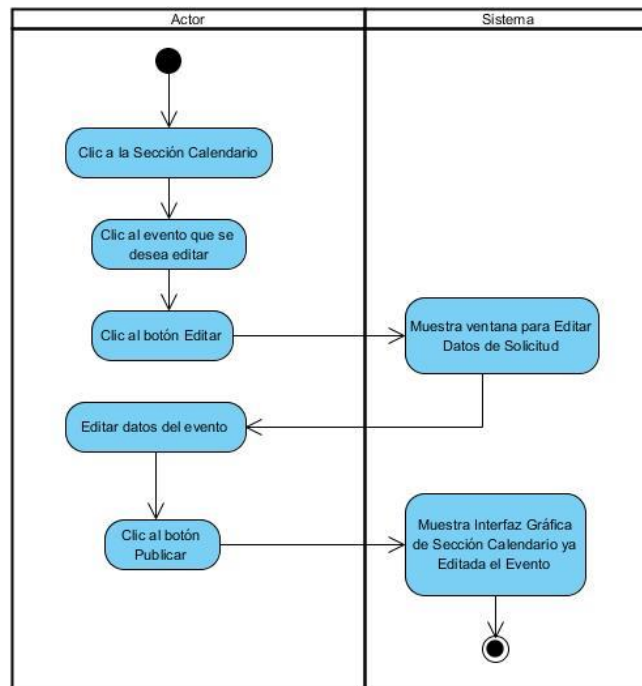 Actor
Sistema
Clic a la Sección Calendario
Clic al evento que se
desea editar
Clic al botón Editar
Muestra ventana para Editar
Datos de Solicitud
Editar datos del evento
Clic al botón
Publicar
Muestra Interfaz Gráfica
de Sección Calendario ya
Editada el Evento